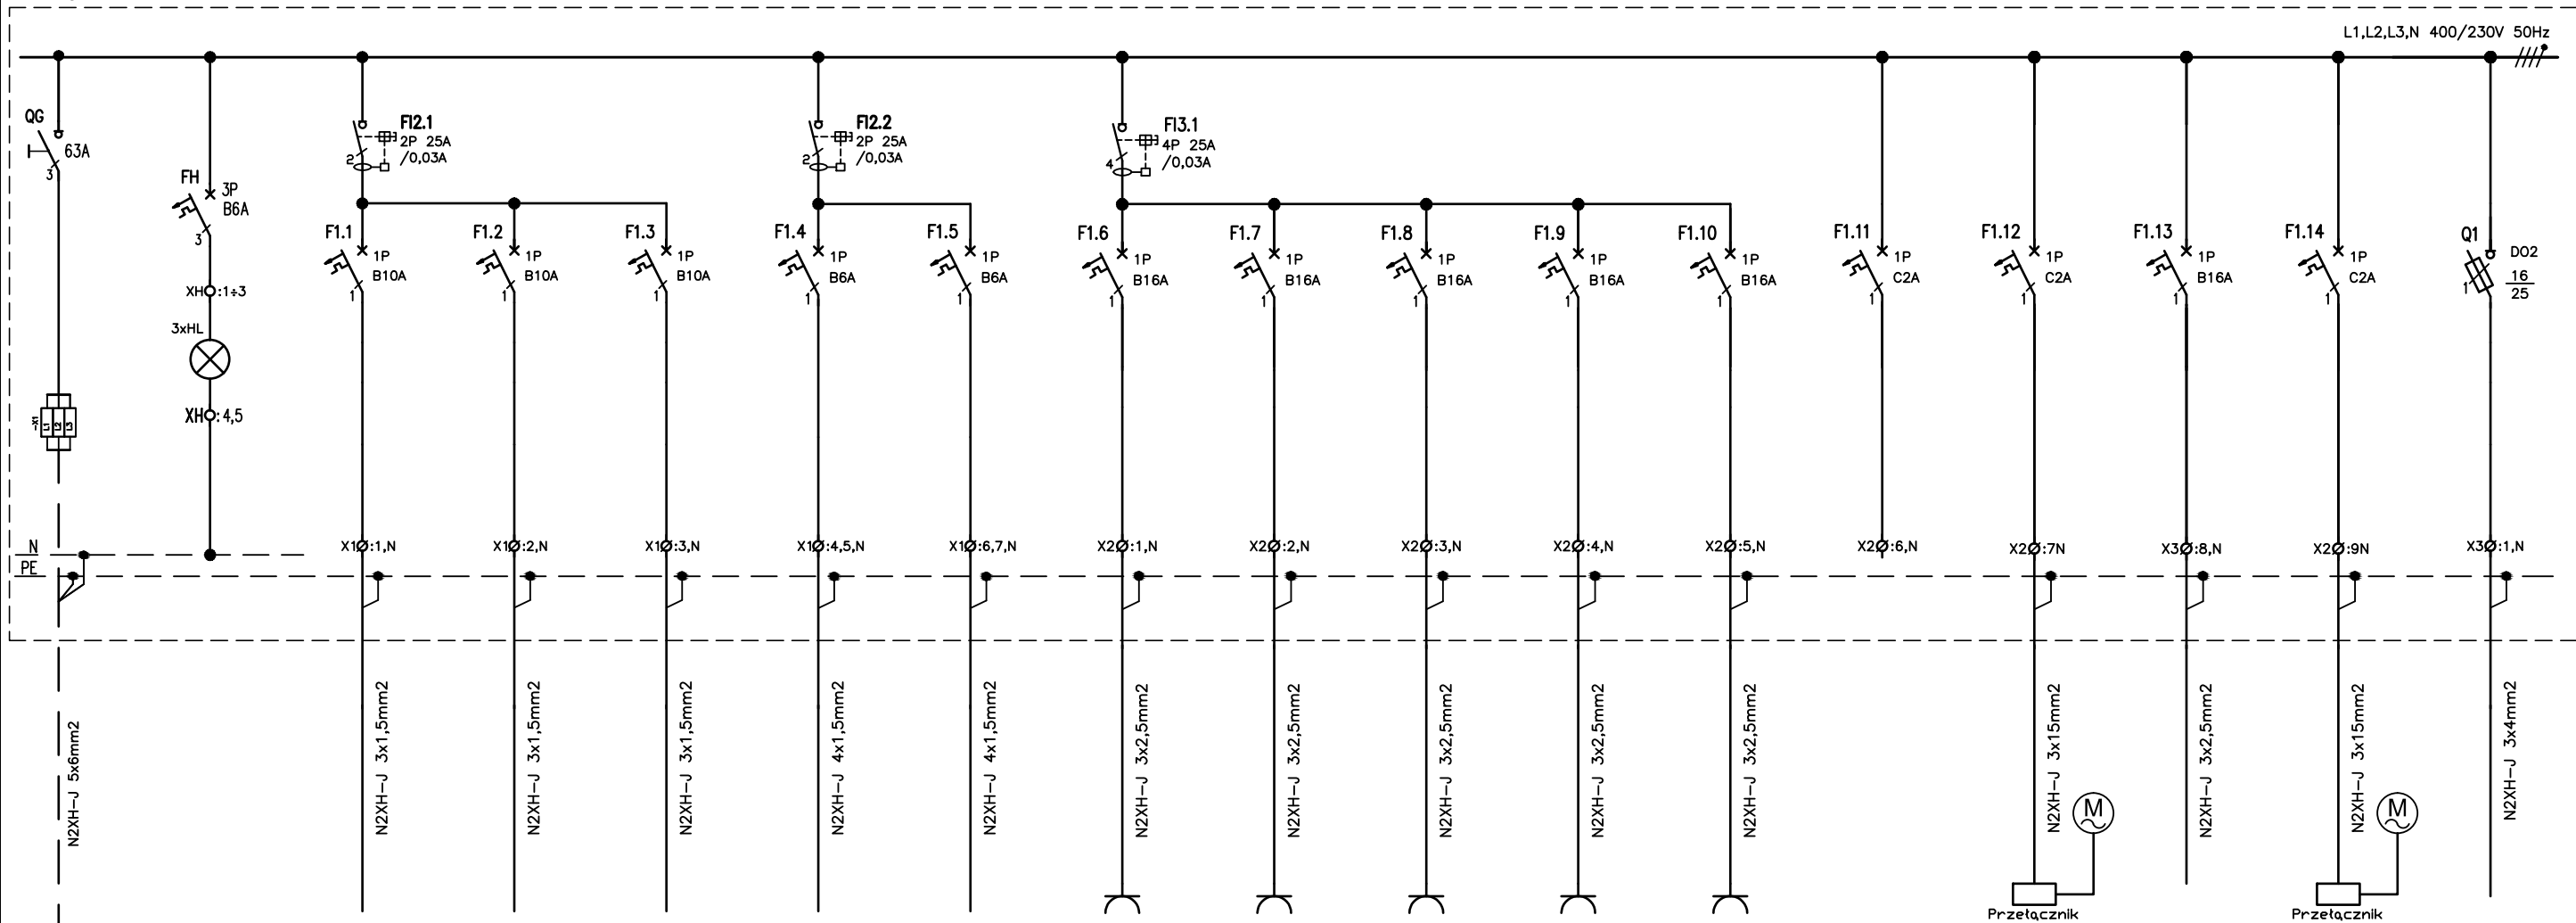 L1,L2,L3,N 400/230V 50Hz
QG
63A
3
-X1
L1 L2 L3
N2XH-J 5x6mm2
FH
3P
B6A
3
XH :1÷3
3xHL
XH :4,5
N
PE
FI2.1
2P 25A
/0,03A
2
F1.1
1P
B10A
1
X1 :1,N
N2XH-J 3x1,5mm2
F1.2
1P
B10A
1
X1 :2,N
N2XH-J 3x1,5mm2
F1.3
1P
B10A
1
X1 :3,N
N2XH-J 3x1,5mm2
FI2.2
2P 25A
/0,03A
2
F1.4
1P
B6A
1
X1 :4,5,N
N2XH-J 4x1,5mm2
F1.5
1P
B6A
1
X1 :6,7,N
N2XH-J 4x1,5mm2
FI3.1
4P 25A
/0,03A
4
F1.6
1P
B16A
1
X2 :1,N
N2XH-J 3x2,5mm2
F1.7
1P
B16A
1
X2 :2,N
N2XH-J 3x2,5mm2
F1.8
1P
B16A
1
X2 :3,N
N2XH-J 3x2,5mm2
F1.9
1P
B16A
1
X2 :4,N
N2XH-J 3x2,5mm2
F1.10
1P
B16A
1
X2 :5,N
N2XH-J 3x2,5mm2
F1.11
1P
C2A
1
X2 :6,N
F1.12
1P
C2A
1
X2 :7N
N2XH-J 3x15mm2
M
Przełącznik
F1.13
1P
B16A
1
X3 :8,N
N2XH-J 3x2,5mm2
F1.14
1P
C2A
1
X2 :9N
N2XH-J 3x15mm2
M
Przełącznik
Q1
DO2
16
25
1
X3 :1,N
N2XH-J 3x4mm2